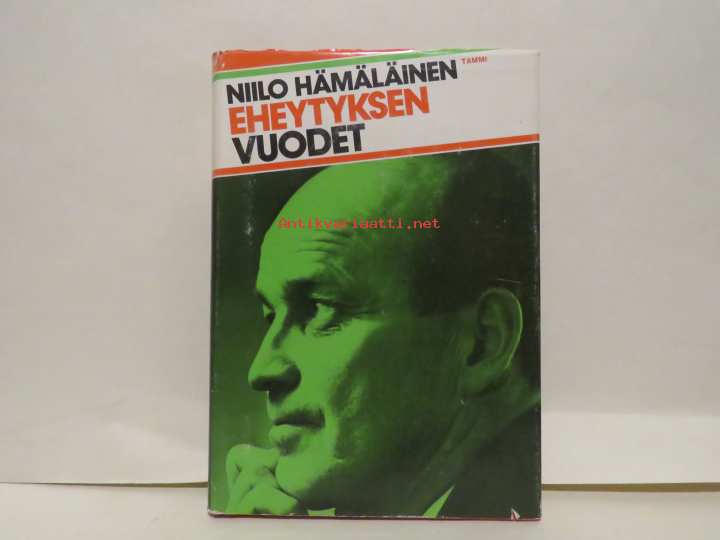 NIILO HÄMÄLÄINEN TAMMI
EHEYTYKSEN
VUODET
Antikvariaatti.net